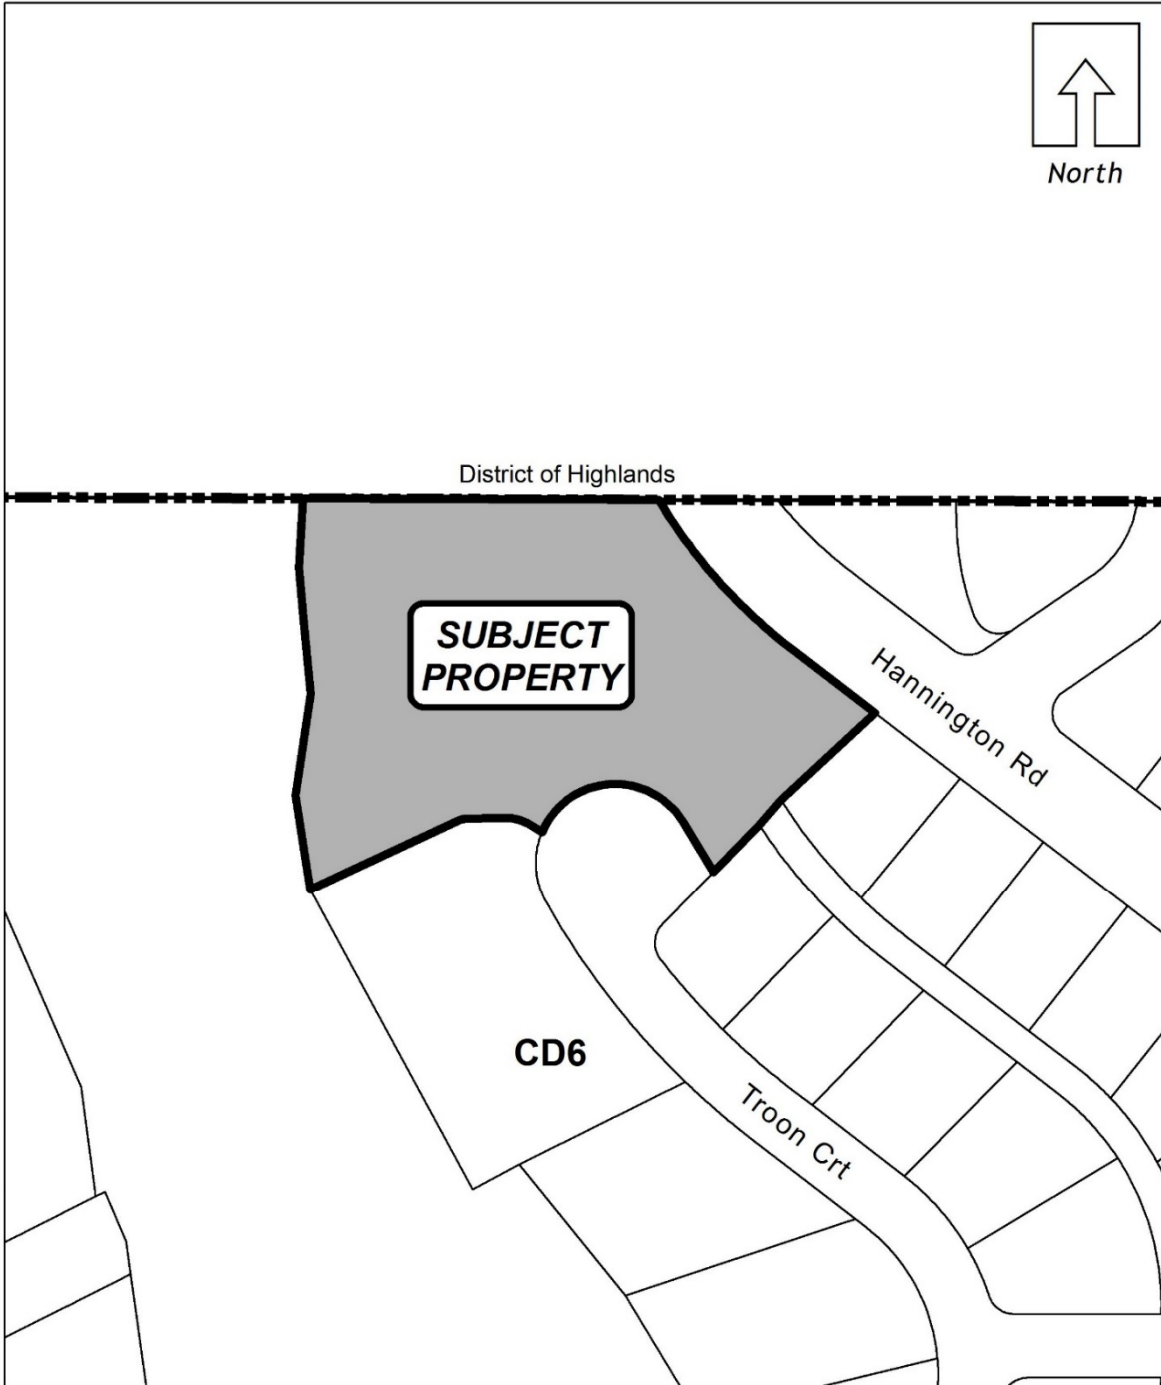 North
District of Highlands
SUBJECT
PROPERTY
Hannington Rd
CD6
Troon Crt